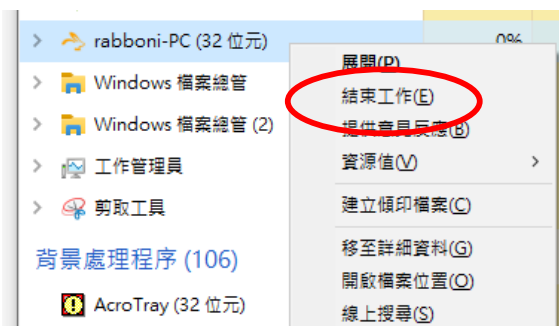 rabboni-PC (32 位元)
0%
Windows 檔案總管
Windows 檔案總管 (2)
工作管理員
剪取工具
背景處理程序 (106)
AcroTray (32 位元)
展開(P)
結束工作(E)
提供意見反應(B)
資源值(V)
建立傾印檔案(C)
移至詳細資料(G)
開啟檔案位置(O)
線上搜尋(S)